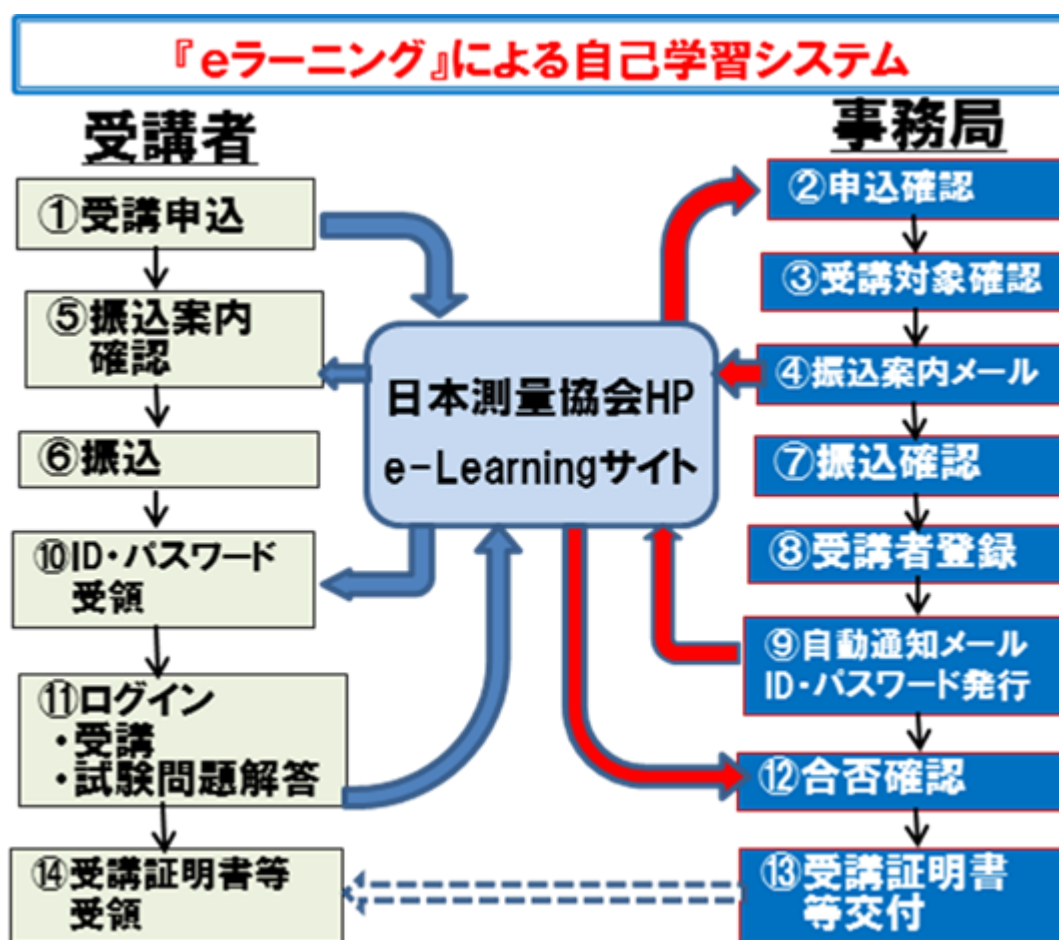 『eラーニング』による自己学習システム
受講者
①受講申込
⑤振込案内
確認
⑥振込
⑩ID・パスワード
受領
⑪ログイン
・受講
・試験問題解答
⑭受講証明書等
受領
日本測量協会HP
e-Learningサイト
事務局
②申込確認
③受講対象確認
④振込案内メール
⑦振込確認
⑧受講者登録
⑨自動通知メール
ID・パスワード発行
⑫合否確認
⑬受講証明書
等交付